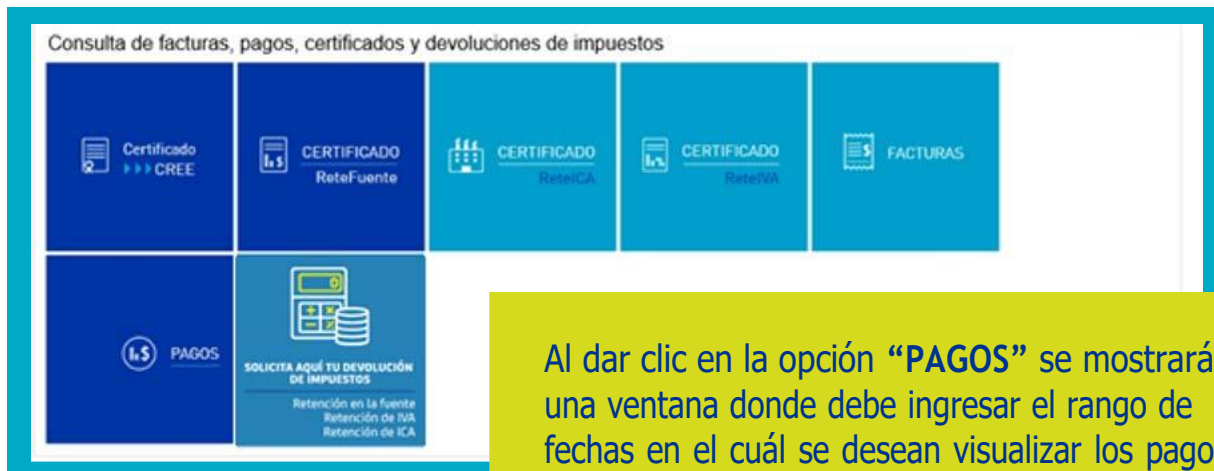 Consulta de facturas, pagos, certificados y devoluciones de impuestos
Certificado
CREE
CERTIFICADO
ReteFuente
CERTIFICADO
ReteICA
CERTIFICADO
ReteIVA
FACTURAS
PAGOS
SOLICITA AQUÍ TU DEVOLUCIÓN
DE IMPUESTOS
Retención en la fuente
Retención de IVA
Retención de ICA
Al dar clic en la opción “PAGOS” se mostrará
una ventana donde debe ingresar el rango de
fechas en el cuál se desean visualizar los pago